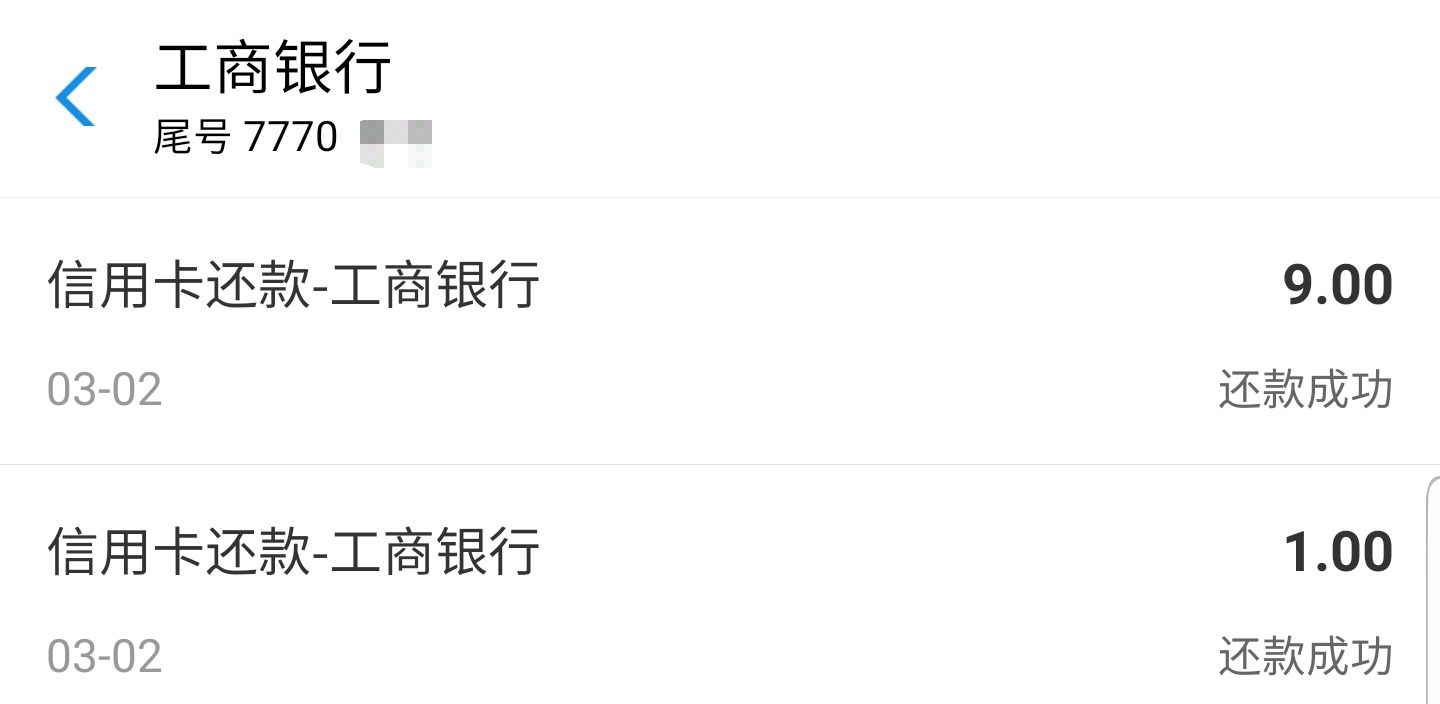 工商银行
尾号 7770
信用卡还款-工商银行 9.00
03-02 还款成功
信用卡还款-工商银行 1.00
03-02 还款成功